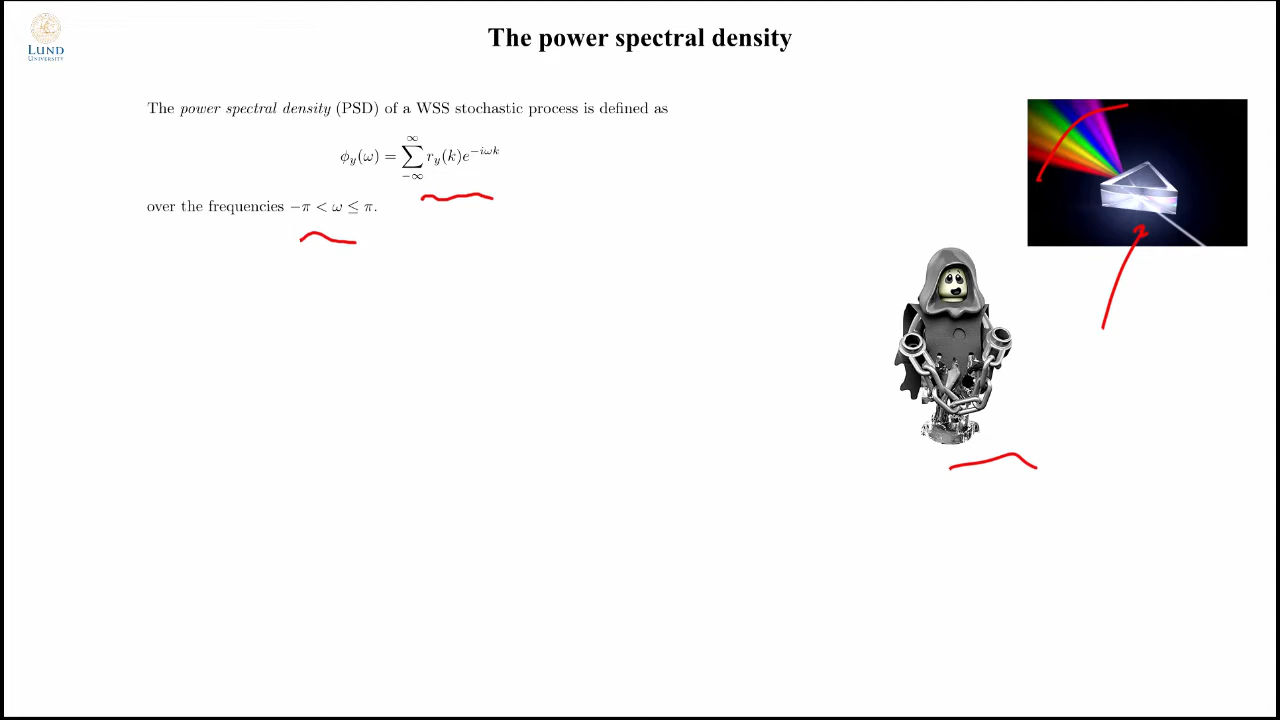 LUND
UNIVERSITY
The power spectral density
The power spectral density (PSD) of a WSS stochastic process is defined as
ϕ_y(ω) = ∑_{−∞}^{∞} r_y(k)e^{−iωk}
over the frequencies −π < ω ≤ π.